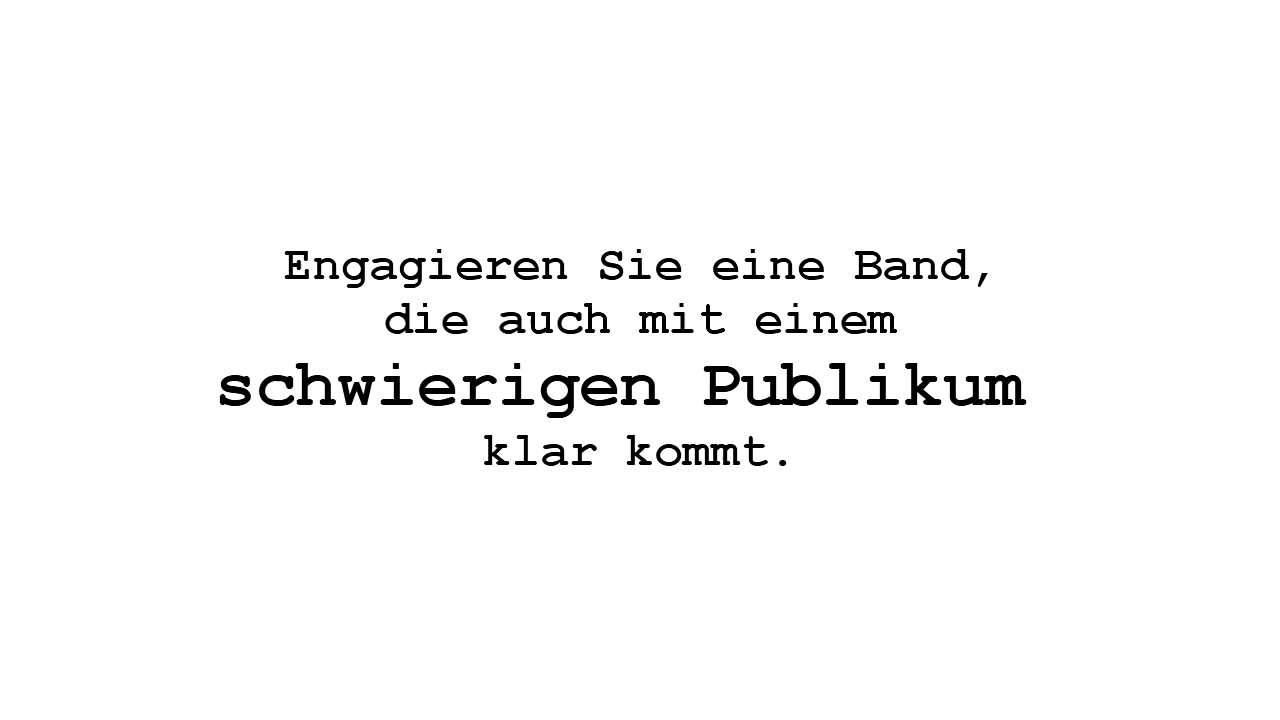 Engagieren Sie eine Band,
die auch mit einem
schwierigen Publikum
klar kommt.